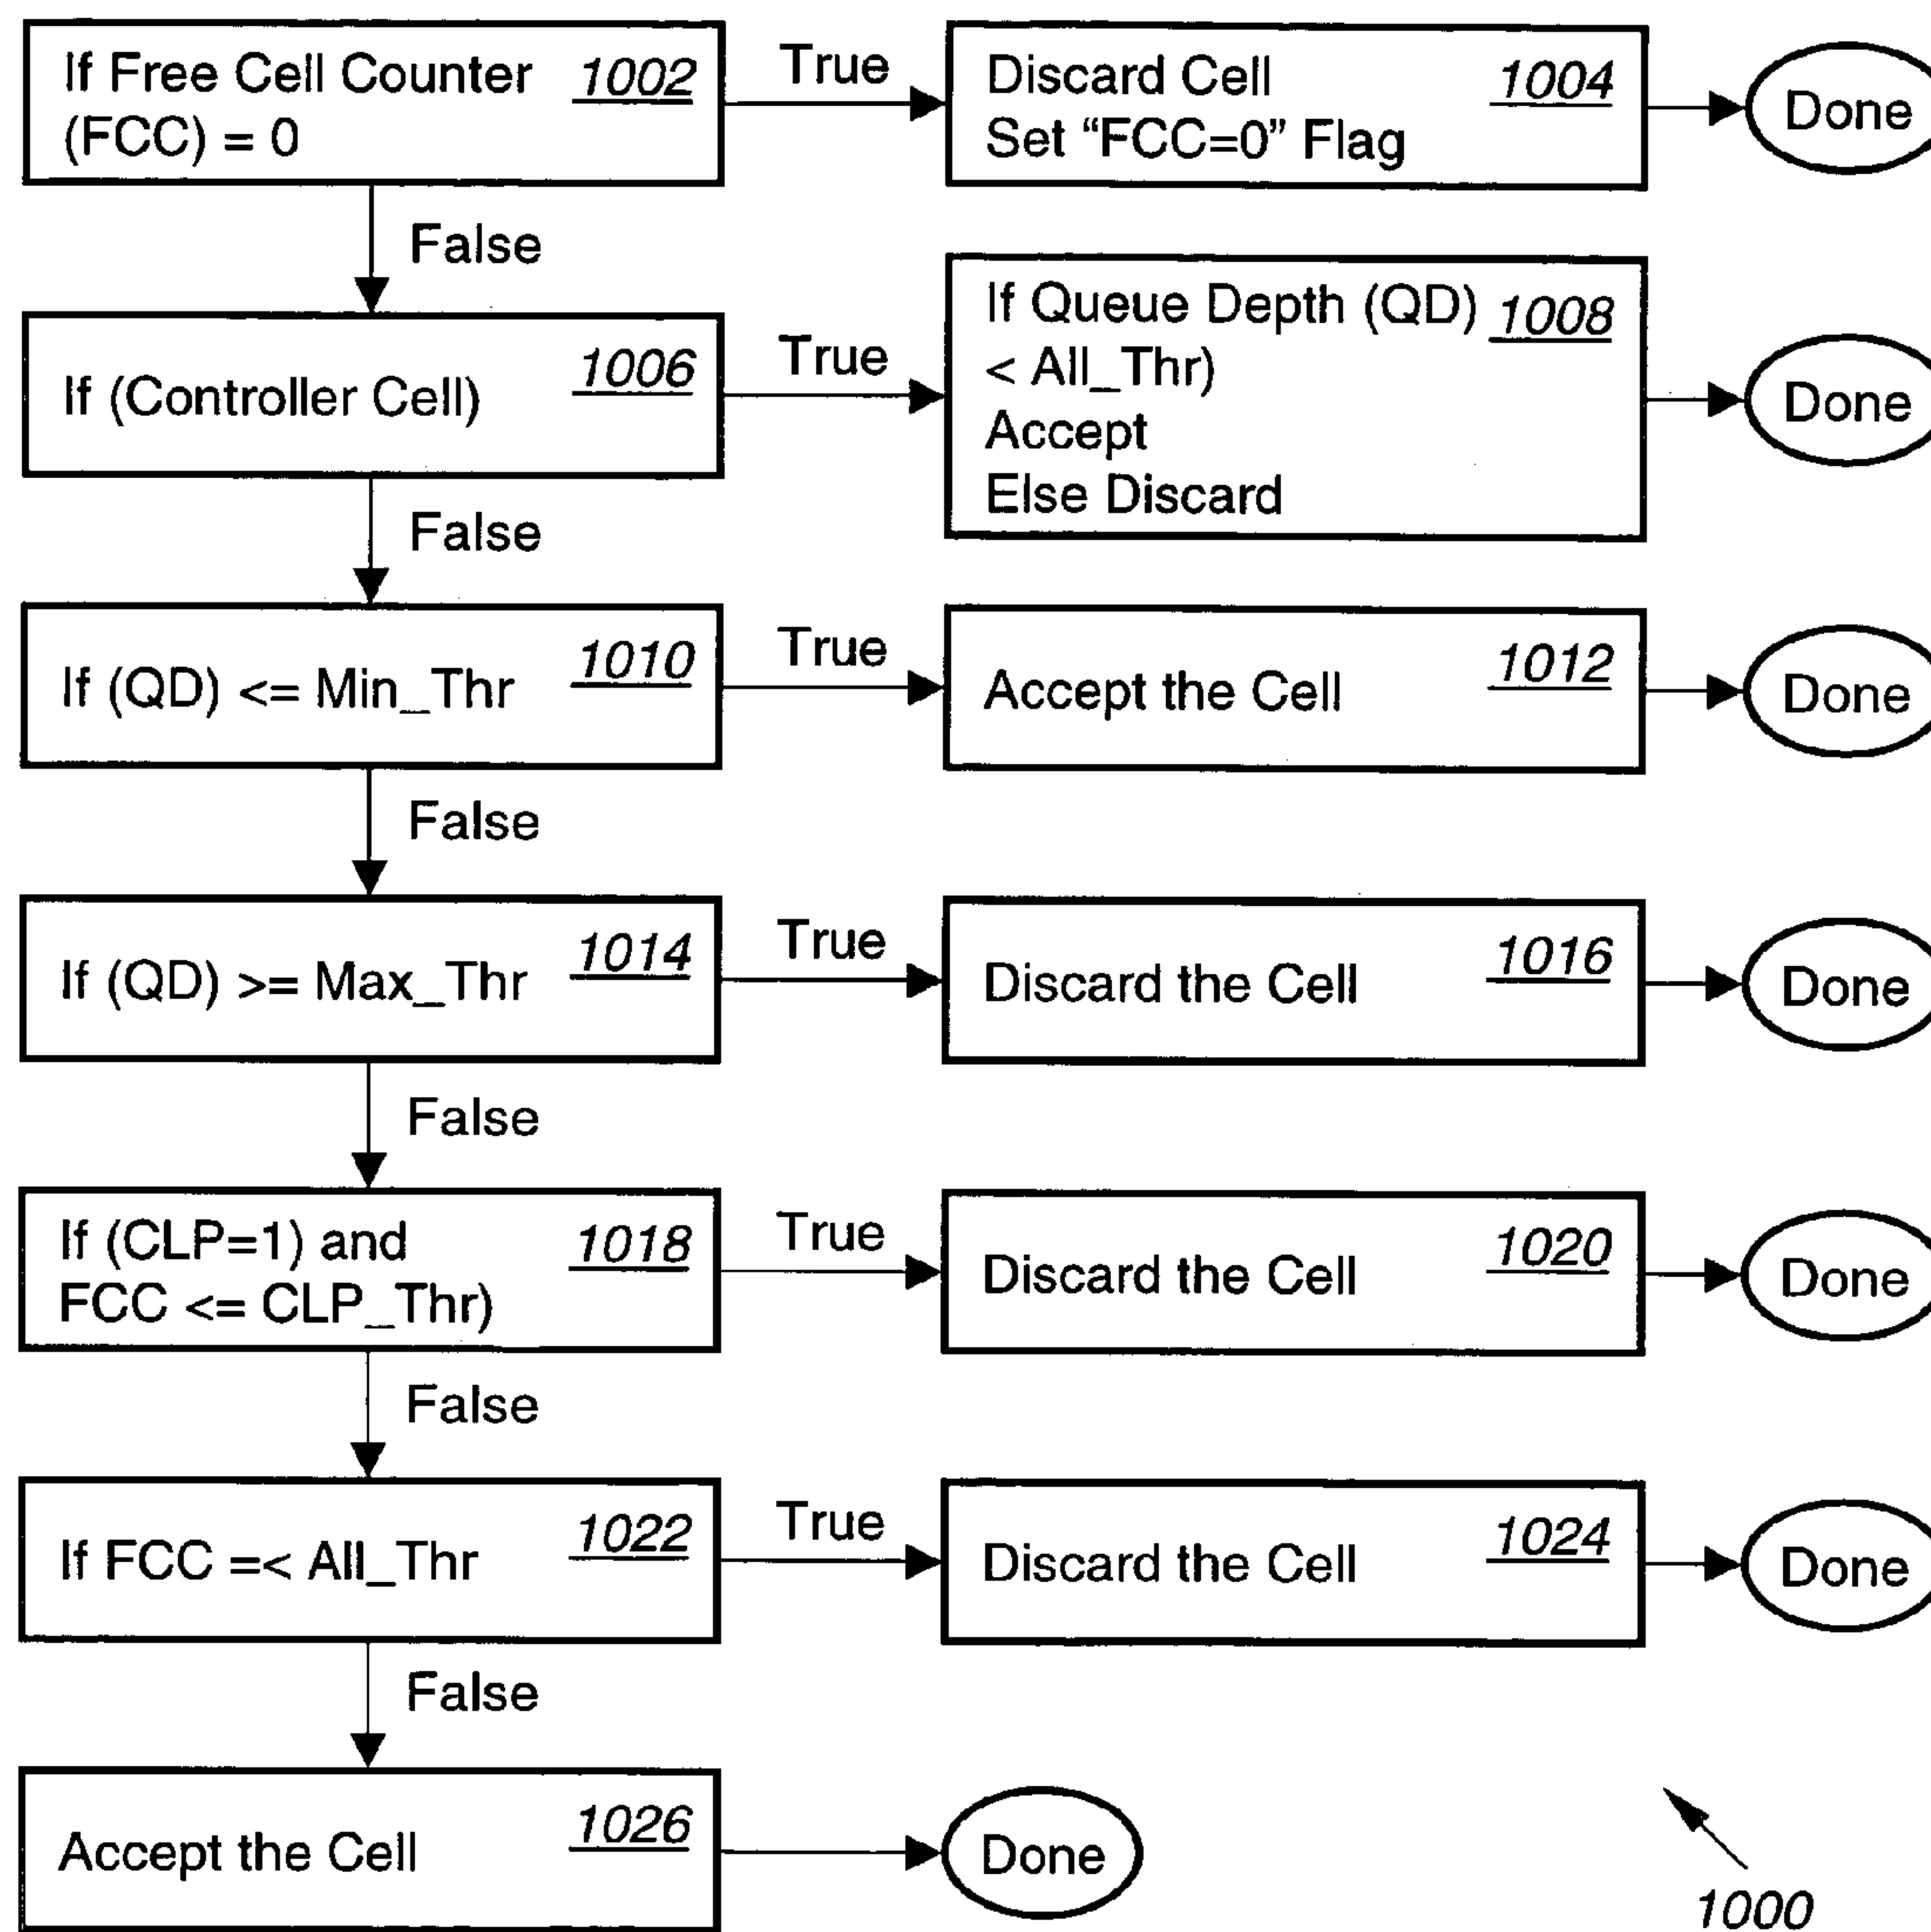 If Free Cell Counter 1002
(FCC) = 0
True
Discard Cell 1004
Set “FCC=0” Flag
Done
False
If (Controller Cell) 1006
True
If Queue Depth (QD) 1008
< All_Thr)
Accept
Else Discard
Done
False
If (QD) <= Min_Thr 1010
True
Accept the Cell 1012
Done
False
If (QD) >= Max_Thr 1014
True
Discard the Cell 1016
Done
False
If (CLP=1) and 1018
FCC <= CLP_Thr)
True
Discard the Cell 1020
Done
False
If FCC =< All_Thr 1022
True
Discard the Cell 1024
Done
False
Accept the Cell 1026
Done
1000